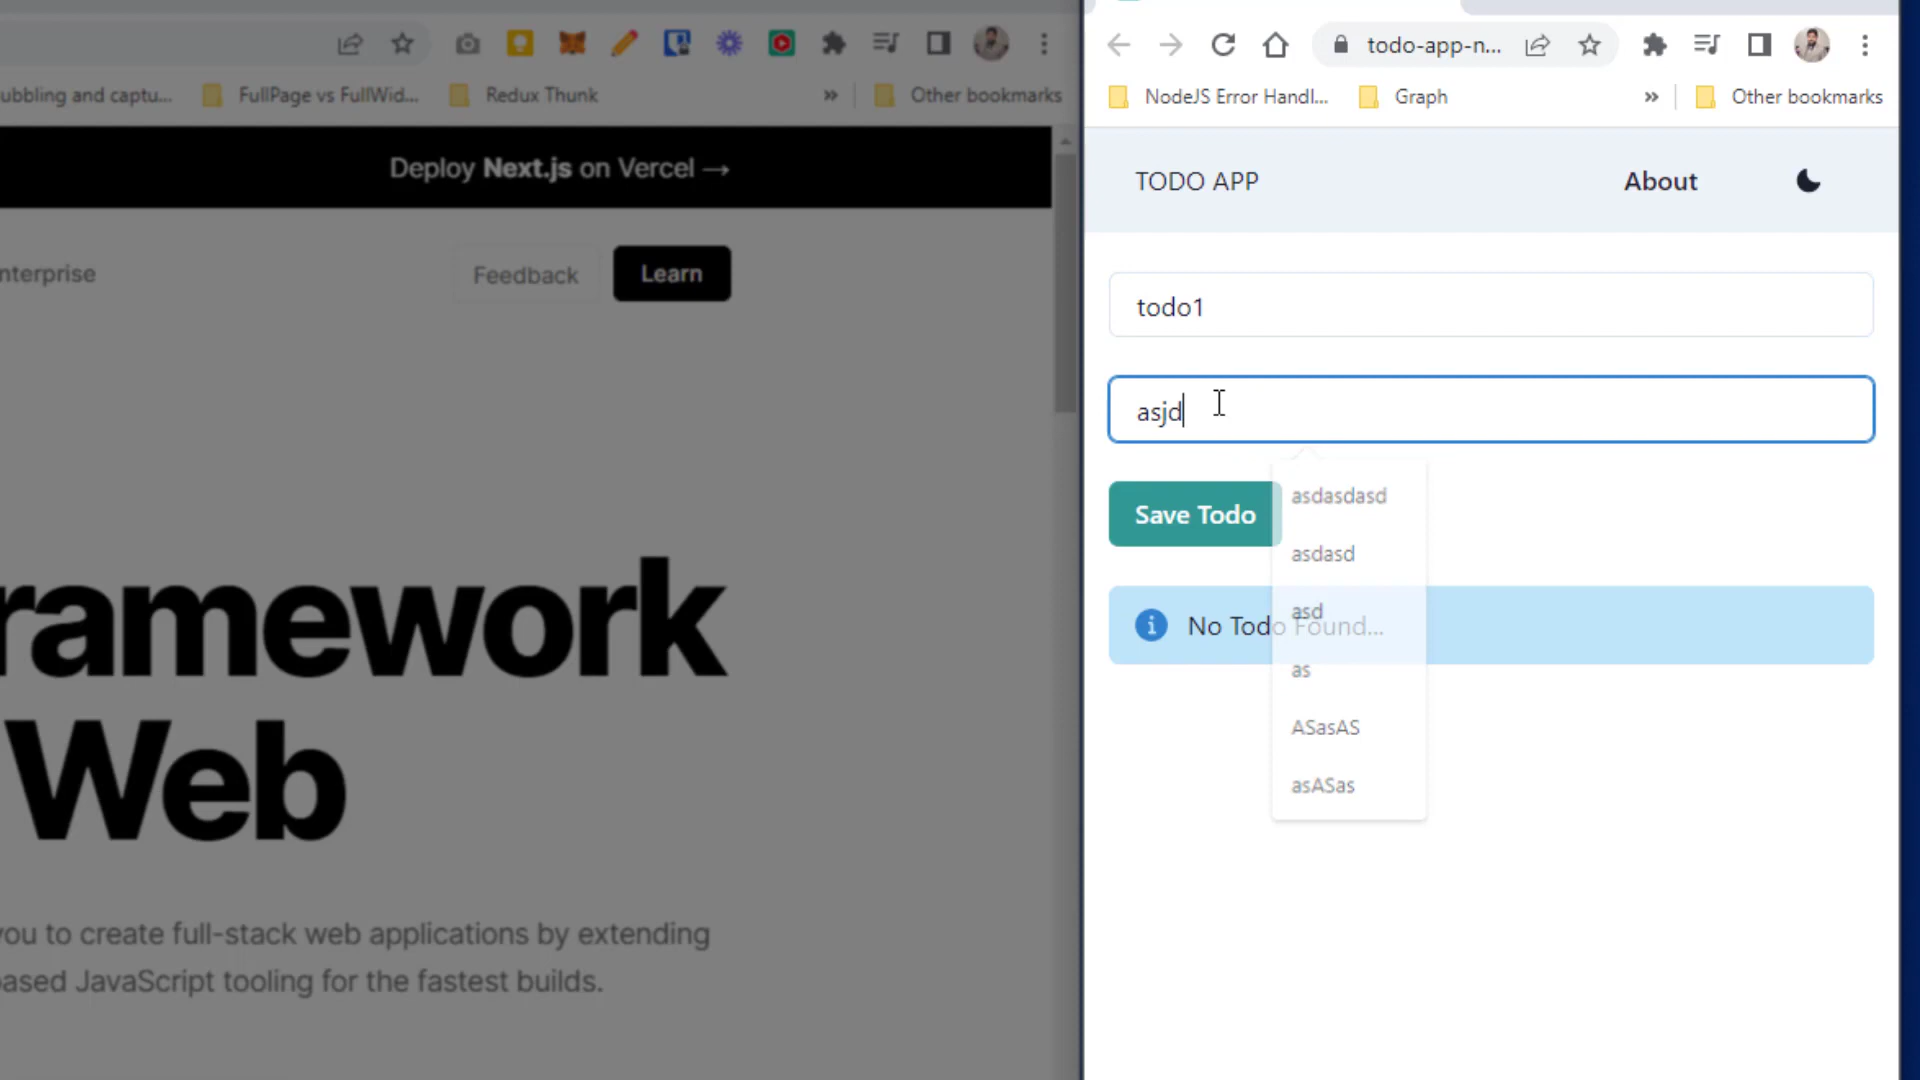 ubbling and captu...
FullPage vs FullWid...
Redux Thunk
»
Other bookmarks
Deploy Next.js on Vercel →
nterprise
Feedback
Learn
ramework
Web
you to create full-stack web applications by extending
ased JavaScript tooling for the fastest builds.
todo-app-n...
NodeJS Error Handl...
Graph
»
Other bookmarks
TODO APP
About
todo1
asjd
Save Todo
No Todo Found...
asdasdasd
asdasd
asd
as
ASasAS
asASas